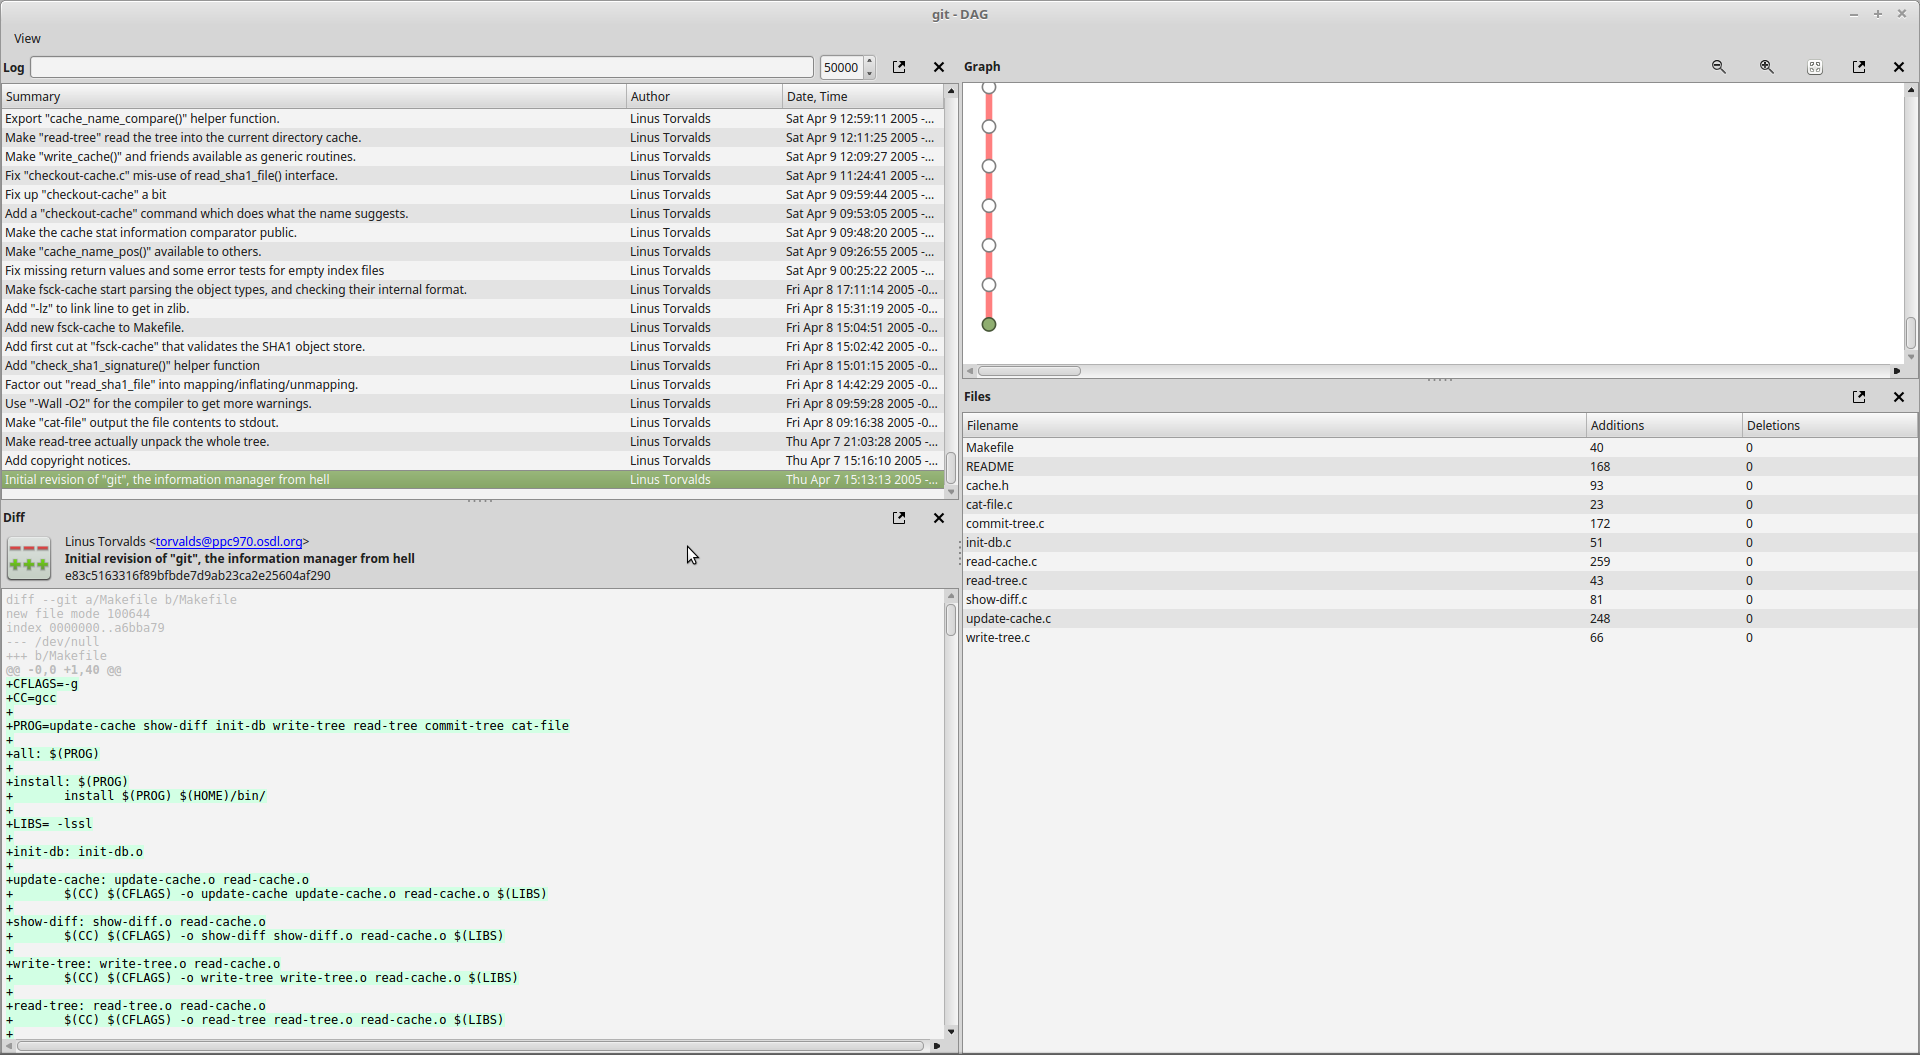 git - DAG
View
Log 50000
Summary Author Date, Time
Export "cache_name_compare()" helper function. Linus Torvalds Sat Apr 9 12:59:11 2005 -...
Make "read-tree" read the tree into the current directory cache. Linus Torvalds Sat Apr 9 12:11:25 2005 -...
Make "write_cache()" and friends available as generic routines. Linus Torvalds Sat Apr 9 12:09:27 2005 -...
Fix "checkout-cache.c" mis-use of read_sha1_file() interface. Linus Torvalds Sat Apr 9 11:24:41 2005 -...
Fix up "checkout-cache" a bit Linus Torvalds Sat Apr 9 09:59:44 2005 -...
Add a "checkout-cache" command which does what the name suggests. Linus Torvalds Sat Apr 9 09:53:05 2005 -...
Make the cache stat information comparator public. Linus Torvalds Sat Apr 9 09:48:20 2005 -...
Make "cache_name_pos()" available to others. Linus Torvalds Sat Apr 9 09:26:55 2005 -...
Fix missing return values and some error tests for empty index files Linus Torvalds Sat Apr 9 00:25:22 2005 -...
Make fsck-cache start parsing the object types, and checking their internal format. Linus Torvalds Fri Apr 8 17:11:14 2005 -0...
Add "-lz" to link line to get in zlib. Linus Torvalds Fri Apr 8 15:31:19 2005 -0...
Add new fsck-cache to Makefile. Linus Torvalds Fri Apr 8 15:04:51 2005 -0...
Add first cut at "fsck-cache" that validates the SHA1 object store. Linus Torvalds Fri Apr 8 15:02:42 2005 -0...
Add "check_sha1_signature()" helper function Linus Torvalds Fri Apr 8 15:01:15 2005 -0...
Factor out "read_sha1_file" into mapping/inflating/unmapping. Linus Torvalds Fri Apr 8 14:42:29 2005 -0...
Use "-Wall -O2" for the compiler to get more warnings. Linus Torvalds Fri Apr 8 09:59:28 2005 -0...
Make "cat-file" output the file contents to stdout. Linus Torvalds Fri Apr 8 09:16:38 2005 -0...
Make read-tree actually unpack the whole tree. Linus Torvalds Thu Apr 7 21:03:28 2005 -...
Add copyright notices. Linus Torvalds Thu Apr 7 15:16:10 2005 -...
Initial revision of "git", the information manager from hell Linus Torvalds Thu Apr 7 15:13:13 2005 -...
Diff
Linus Torvalds <torvalds@ppc970.osdl.org>
Initial revision of "git", the information manager from hell
e83c5163316f89bfbde7d9ab23ca2e25604af290
diff --git a/Makefile b/Makefile
new file mode 100644
index 0000000..a6bba79
--- /dev/null
+++ b/Makefile
@@ -0,0 +1,40 @@
+CFLAGS=-g
+CC=gcc
+
+PROG=update-cache show-diff init-db write-tree read-tree commit-tree cat-file
+
+all: $(PROG)
+
+install: $(PROG)
+       install $(PROG) $(HOME)/bin/
+
+LIBS= -lssl
+
+init-db: init-db.o
+
+update-cache: update-cache.o read-cache.o
+       $(CC) $(CFLAGS) -o update-cache update-cache.o read-cache.o $(LIBS)
+
+show-diff: show-diff.o read-cache.o
+       $(CC) $(CFLAGS) -o show-diff show-diff.o read-cache.o $(LIBS)
+
+write-tree: write-tree.o read-cache.o
+       $(CC) $(CFLAGS) -o write-tree write-tree.o read-cache.o $(LIBS)
+
+read-tree: read-tree.o read-cache.o
+       $(CC) $(CFLAGS) -o read-tree read-tree.o read-cache.o $(LIBS)
+
Graph
Files
Filename Additions Deletions
Makefile 40 0
README 168 0
cache.h 93 0
cat-file.c 23 0
commit-tree.c 172 0
init-db.c 51 0
read-cache.c 259 0
read-tree.c 43 0
show-diff.c 81 0
update-cache.c 248 0
write-tree.c 66 0